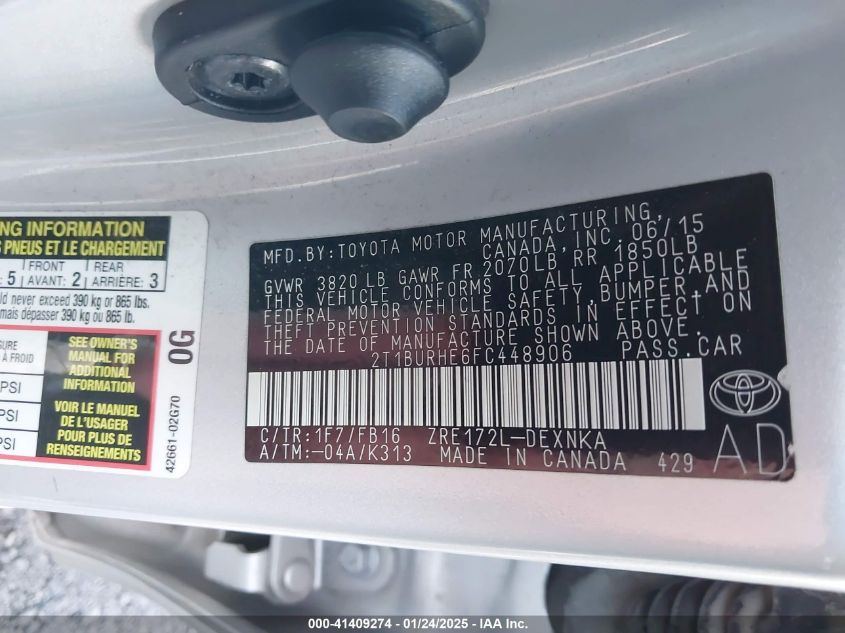 NG INFORMATION
PNEUS ET LE CHARGEMENT
5 FRONT AVANT: 2 REAR ARRIÈRE: 3
ld never exceed 390 kg or 865 lbs.
mais dépasser 390 kg ou 865 lb.
À FROID
PSI
PSI
PSI
SEE OWNER'S
MANUAL FOR
ADDITIONAL
INFORMATION
VOIR LE MANUEL
DE L'USAGER
POUR PLUS DE
RENSEIGNEMENTS
0G
42661-02G70
MFD.BY:TOYOTA MOTOR MANUFACTURING,
CANADA,INC. 06/15
GVWR 3820 LB GAWR FR 2070LB RR 1850LB
THIS VEHICLE CONFORMS TO ALL APPLICABLE
FEDERAL MOTOR VEHICLE SAFETY,BUMPER,AND
THEFT PREVENTION STANDARDS IN EFFECT ON
THE DATE OF MANUFACTURE SHOWN ABOVE.
2T1BURHE6FC448906 PASS.CAR
C/TR:1F7/FB16 ZRE172L-DEXNKA
A/TM:-04A/K313 MADE IN CANADA 429
AD
000-41409274 - 01/24/2025 - IAA Inc.